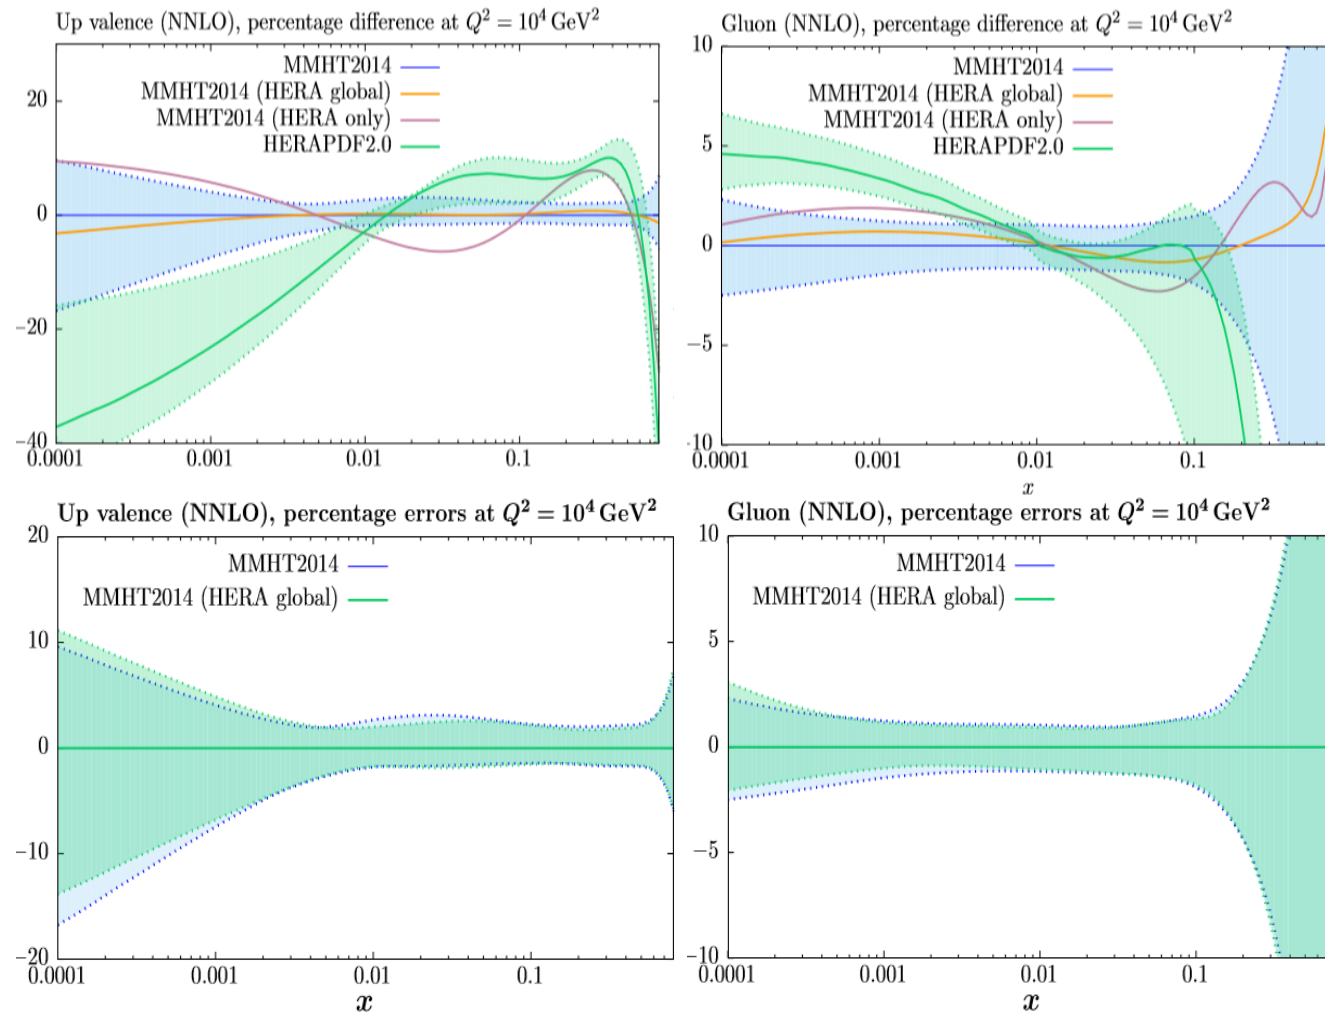 Up valence (NNLO), percentage difference at Q² = 10⁴ GeV²
MMHT2014
MMHT2014 (HERA global)
MMHT2014 (HERA only)
HERAPDF2.0
20
0
−20
−40
0.0001
0.001
0.01
0.1
Gluon (NNLO), percentage difference at Q² = 10⁴ GeV²
MMHT2014
MMHT2014 (HERA global)
MMHT2014 (HERA only)
HERAPDF2.0
10
5
0
−5
-10
0.0001
0.001
0.01
0.1
x
Up valence (NNLO), percentage errors at Q² = 10⁴ GeV²
MMHT2014
MMHT2014 (HERA global)
20
10
0
−10
−20
0.0001
0.001
0.01
0.1
x
Gluon (NNLO), percentage errors at Q² = 10⁴ GeV²
MMHT2014
MMHT2014 (HERA global)
10
5
0
−5
−10
0.0001
0.001
0.01
0.1
x